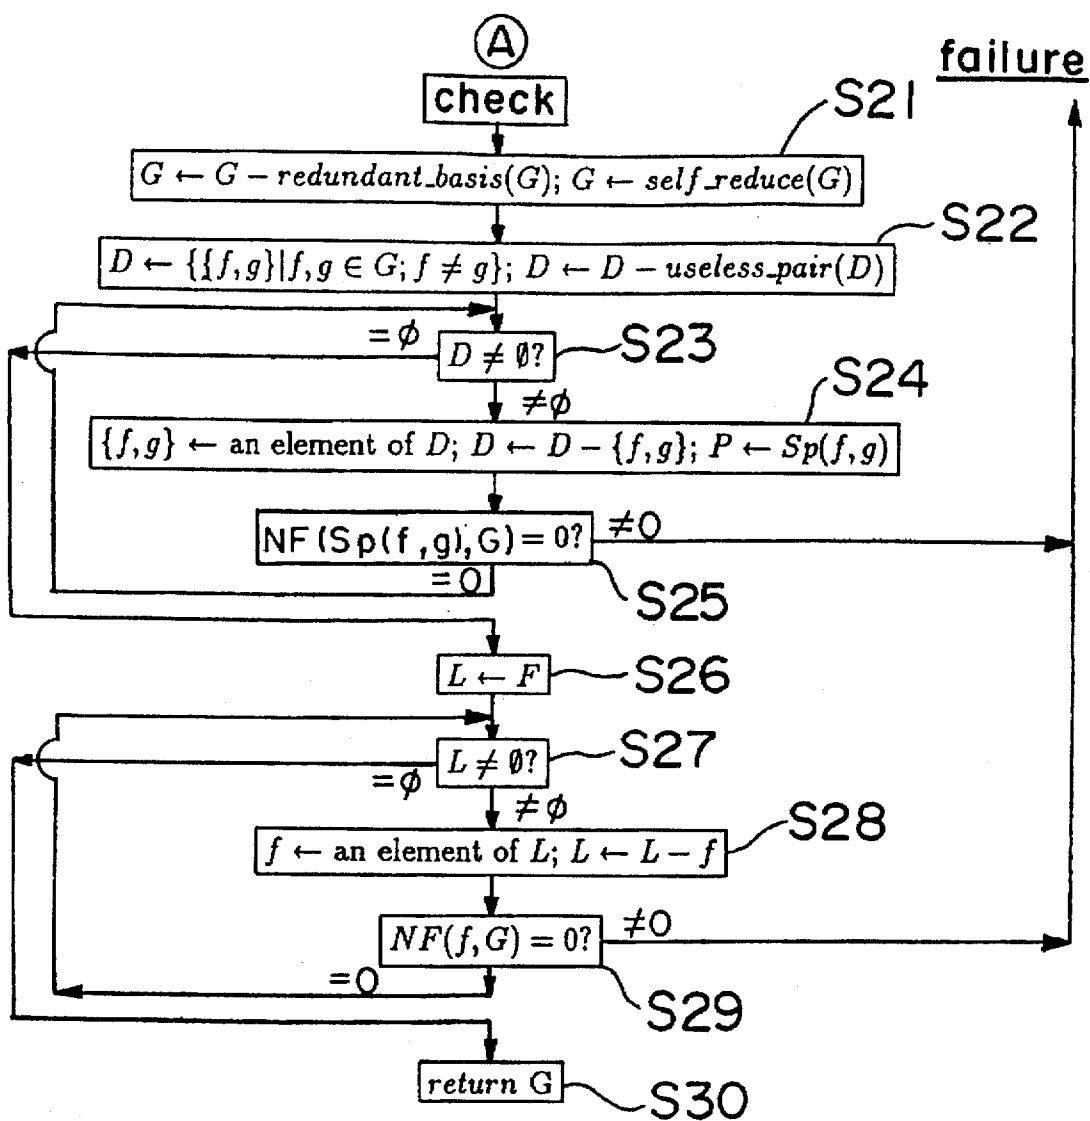 A
failure
check
S21
G ← G − redundant_basis(G); G ← self_reduce(G)
S22
D ← {{f,g}|f,g ∈ G; f ≠ g}; D ← D − useless_pair(D)
=ϕ
D ≠ ∅?
S23
≠ϕ
S24
{f,g} ← an element of D; D ← D − {f,g}; P ← Sp(f,g)
NF(Sp(f,g),G)=0?
≠0
=0
S25
L ← F
S26
L ≠ ∅?
S27
=ϕ
≠ϕ
S28
f ← an element of L; L ← L − f
NF(f,G) = 0?
≠0
=0
S29
return G
S30